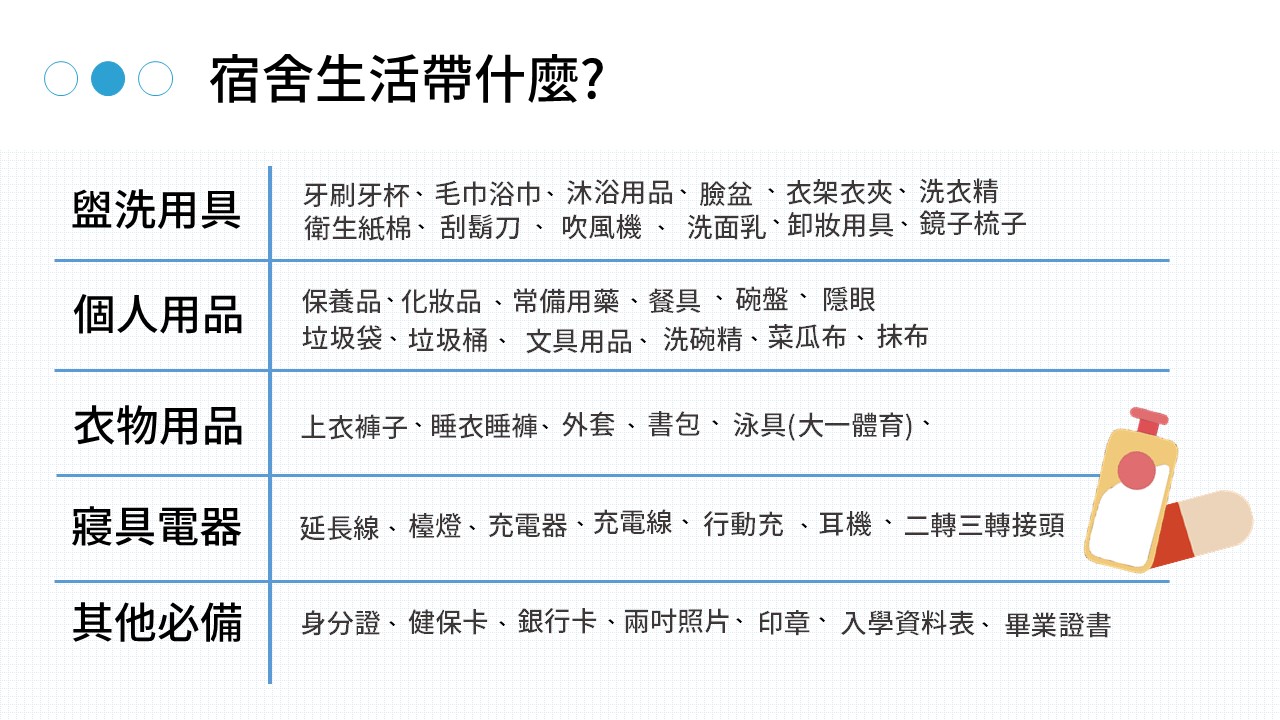 宿舍生活帶什麼?
盥洗用具
牙刷牙杯、毛巾浴巾、沐浴用品、臉盆、衣架衣夾、洗衣精
衛生紙棉、刮鬍刀、吹風機、洗面乳、卸妝用具、鏡子梳子
個人用品
保養品、化妝品、常備用藥、餐具、碗盤、隱眼
垃圾袋、垃圾桶、文具用品、洗碗精、菜瓜布、抹布
衣物用品
上衣褲子、睡衣睡褲、外套、書包、泳具(大一體育)、
寢具電器
延長線、檯燈、充電器、充電線、行動充、耳機、二轉三轉接頭
其他必備
身分證、健保卡、銀行卡、兩吋照片、印章、入學資料表、畢業證書